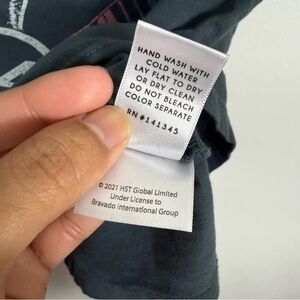 HAND WASH WITH
COLD WATER
LAY FLAT TO DRY
OR DRY CLEAN
DO NOT BLEACH
COLOR SEPARATE
RN #141345
© 2021 HST Global Limited
Under License to
Bravado International Group